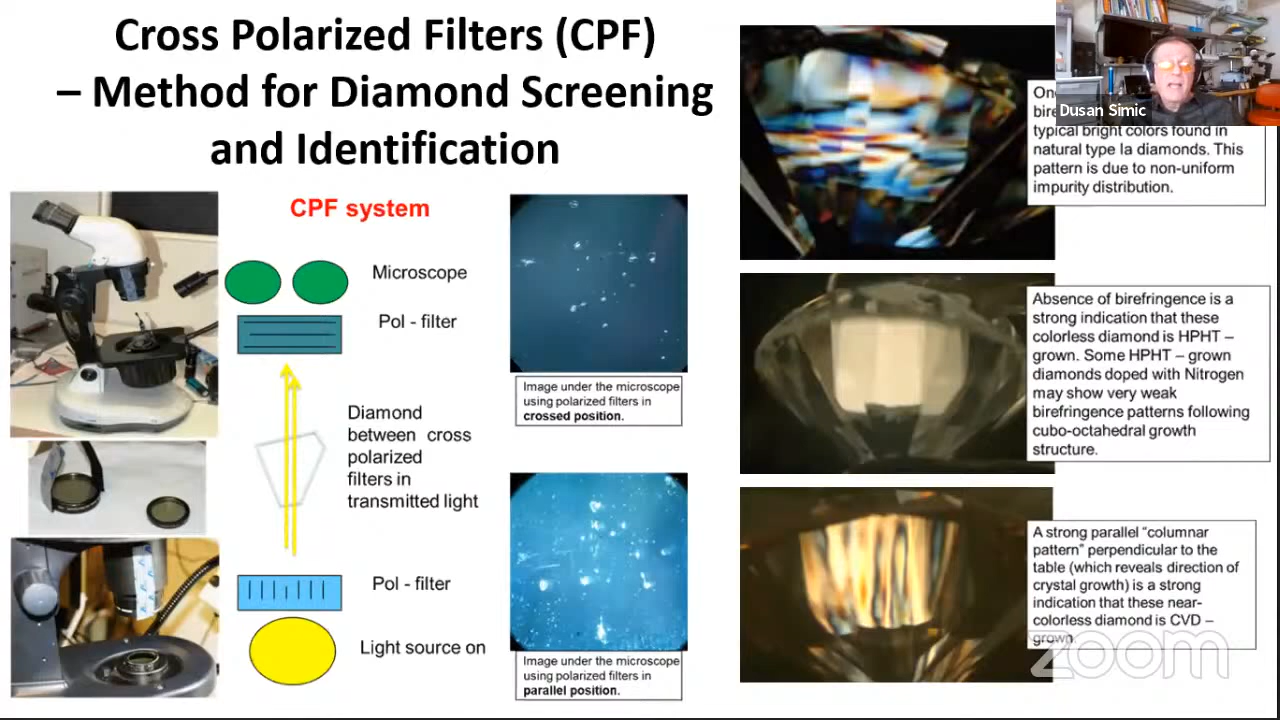 Cross Polarized Filters (CPF)
– Method for Diamond Screening
and Identification
CPF system
Microscope
Pol - filter
Diamond
between cross
polarized
filters in
transmitted light
Pol - filter
Light source on
Image under the microscope
using polarized filters in
crossed position.
Image under the microscope
using polarized filters in
parallel position.
Dusan Simic
typical bright colors found in
natural type Ia diamonds. This
pattern is due to non-uniform
impurity distribution.
Absence of birefringence is a
strong indication that these
colorless diamond is HPHT –
grown. Some HPHT – grown
diamonds doped with Nitrogen
may show very weak
birefringence patterns following
cubo-octahedral growth
structure.
A strong parallel “columnar
pattern” perpendicular to the
table (which reveals direction of
crystal growth) is a strong
indication that these near-
colorless diamond is CVD –
grown
zoom